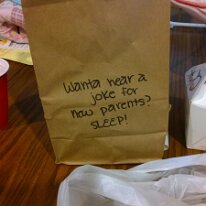 Wanta hear a
joke for
new parents?
SLEEP!